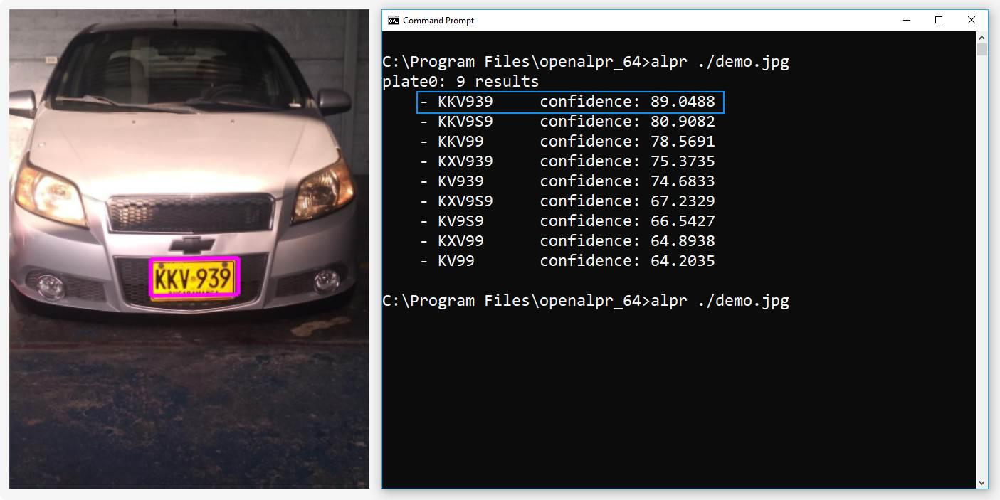 KKV·939
Command Prompt
C:\Program Files\openalpr_64>alpr ./demo.jpg
plate0: 9 results
- KKV939 confidence: 89.0488
- KKV9S9 confidence: 80.9082
- KKV99 confidence: 78.5691
- KXV939 confidence: 75.3735
- KV939 confidence: 74.6833
- KXV9S9 confidence: 67.2329
- KV9S9 confidence: 66.5427
- KXV99 confidence: 64.8938
- KV99 confidence: 64.2035
C:\Program Files\openalpr_64>alpr ./demo.jpg